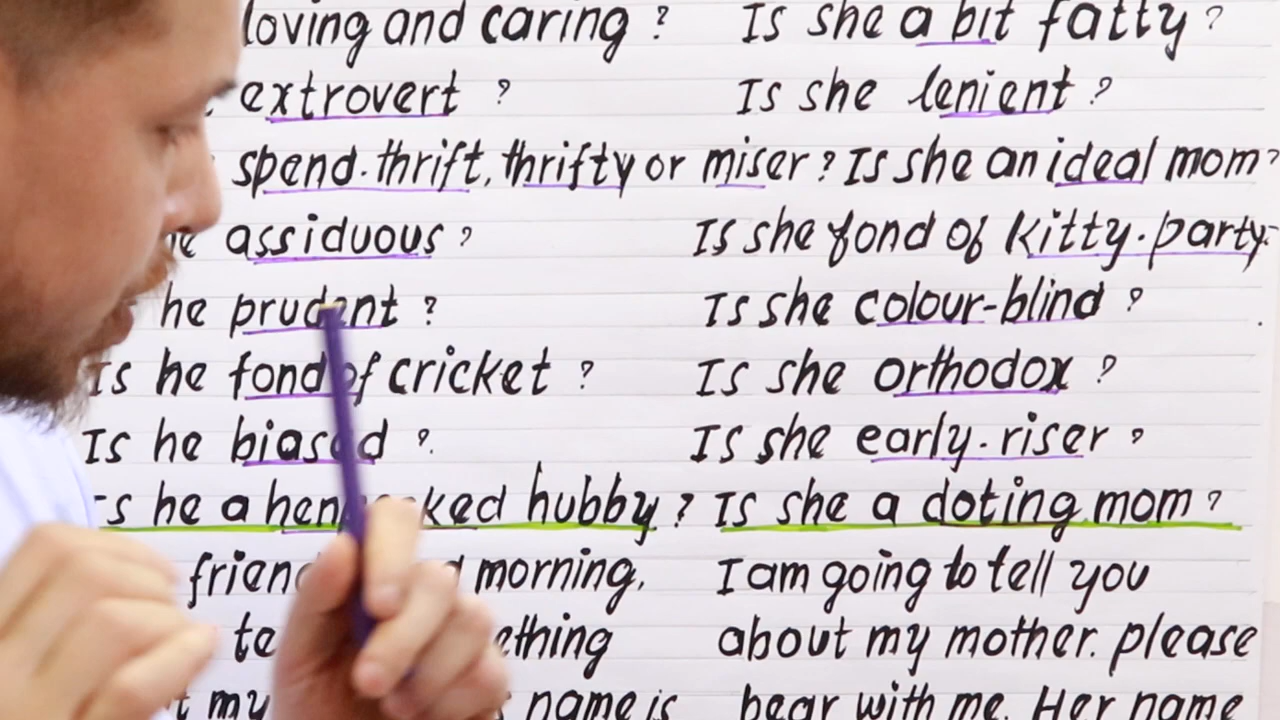 loving and caring ? Is she a bit fatty?
extrovert ? Is she lenient ?
spend-thrift, thrifty or miser ? Is she an ideal mom?
assiduous ? Is she fond of kitty-party
he prudent ? Is she colour-blind ?
Is he fond of cricket ? Is she orthodox ?
Is he biased ? Is she early-riser ?
Is he a henpecked hubby ? Is she a doting mom ?
morning, I am going to tell you
about my mother. please
my name is bear with me. Her name